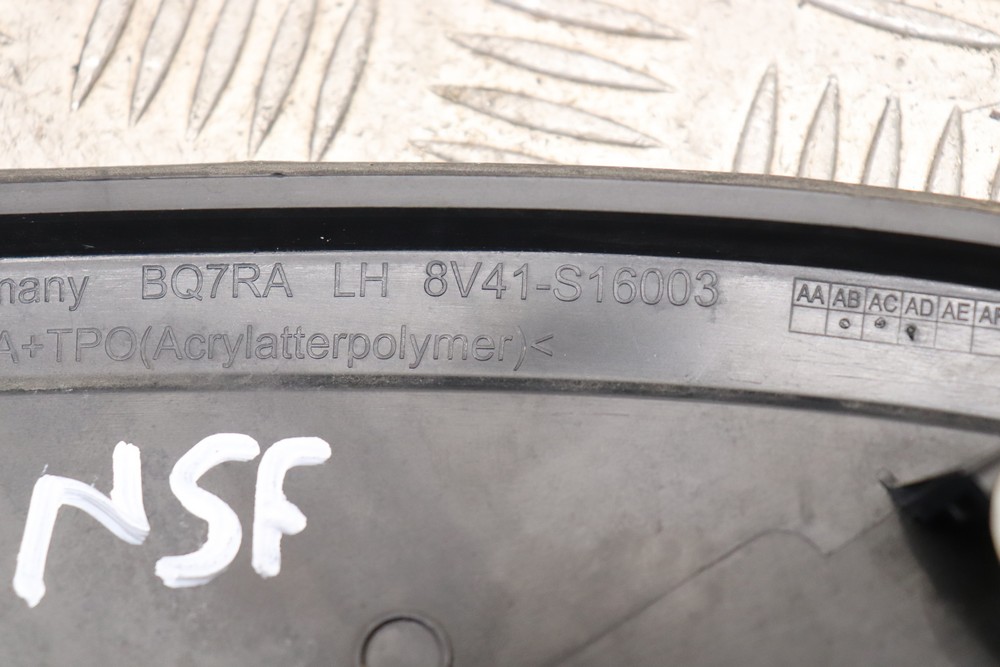 many BQ7RA LH 8V41-S16003
A+TPO(Acrylatterpolymer)<
AA AB AC AD AE AF
NSF